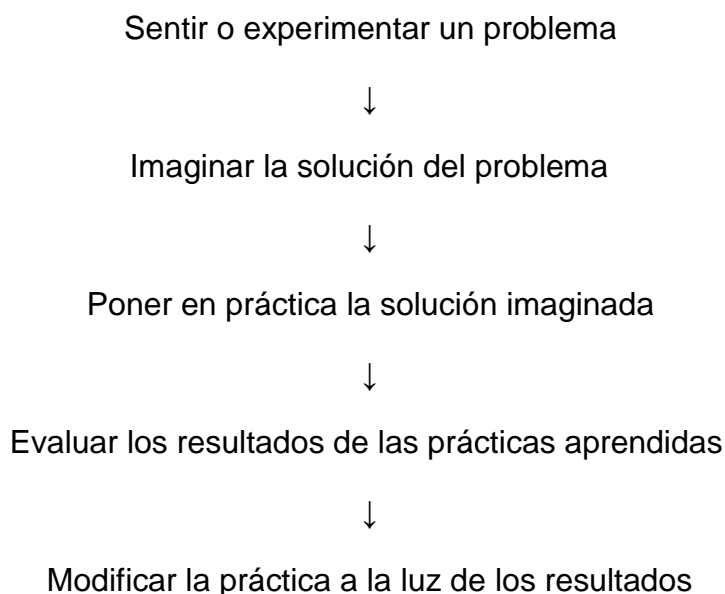 Sentir o experimentar un problema
↓
Imaginar la solución del problema
↓
Poner en práctica la solución imaginada
↓
Evaluar los resultados de las prácticas aprendidas
↓
Modificar la práctica a la luz de los resultados